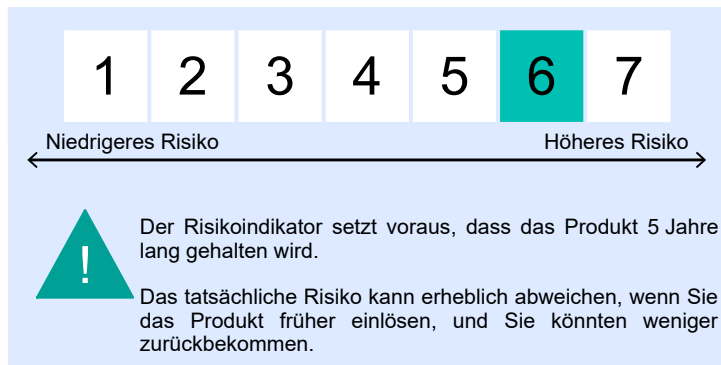 1 2 3 4 5 6 7
Niedrigeres Risiko Höheres Risiko
!
Der Risikoindikator setzt voraus, dass das Produkt 5 Jahre
lang gehalten wird.
Das tatsächliche Risiko kann erheblich abweichen, wenn Sie
das Produkt früher einlösen, und Sie könnten weniger
zurückbekommen.